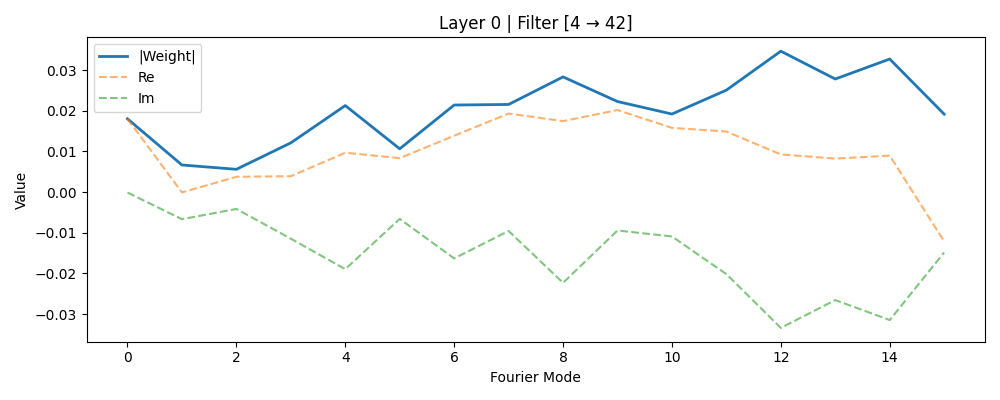 Layer 0 | Filter [4 → 42]
|Weight|
Re
Im
0.03
0.02
0.01
0.00
−0.01
−0.02
−0.03
Value
0 2 4 6 8 10 12 14
Fourier Mode